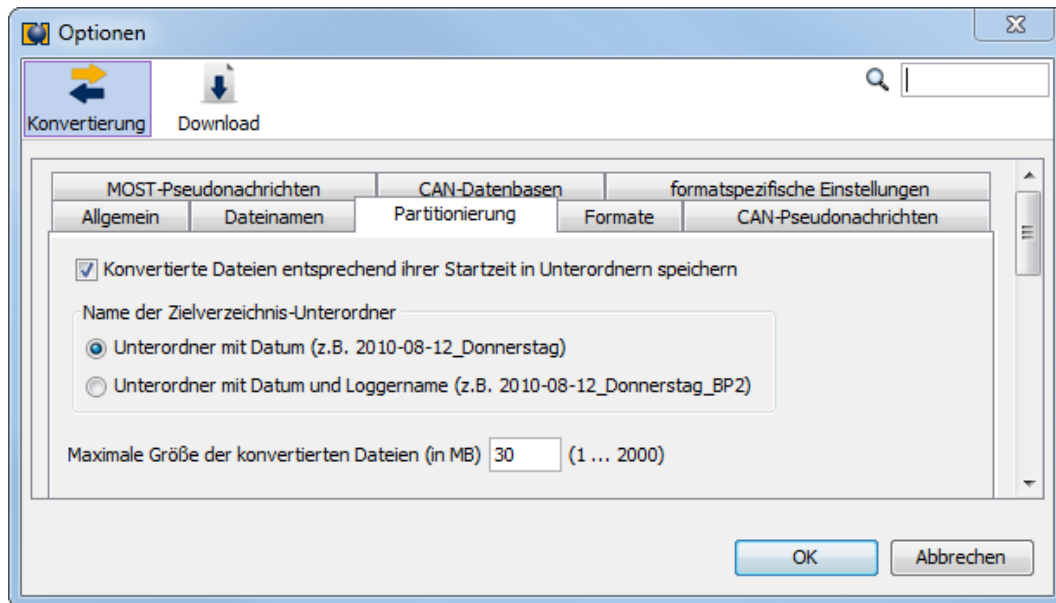 Optionen
Konvertierung
Download
MOST-Pseudonachrichten
CAN-Datenbasen
formatspezifische Einstellungen
Allgemein
Dateinamen
Partitionierung
Formate
CAN-Pseudonachrichten
Konvertierte Dateien entsprechend ihrer Startzeit in Unterordnern speichern
Name der Zielverzeichnis-Unterordner
Unterordner mit Datum (z.B. 2010-08-12_Donnerstag)
Unterordner mit Datum und Loggername (z.B. 2010-08-12_Donnerstag_BP2)
Maximale Größe der konvertierten Dateien (in MB) 30 (1 ... 2000)
OK
Abbrechen